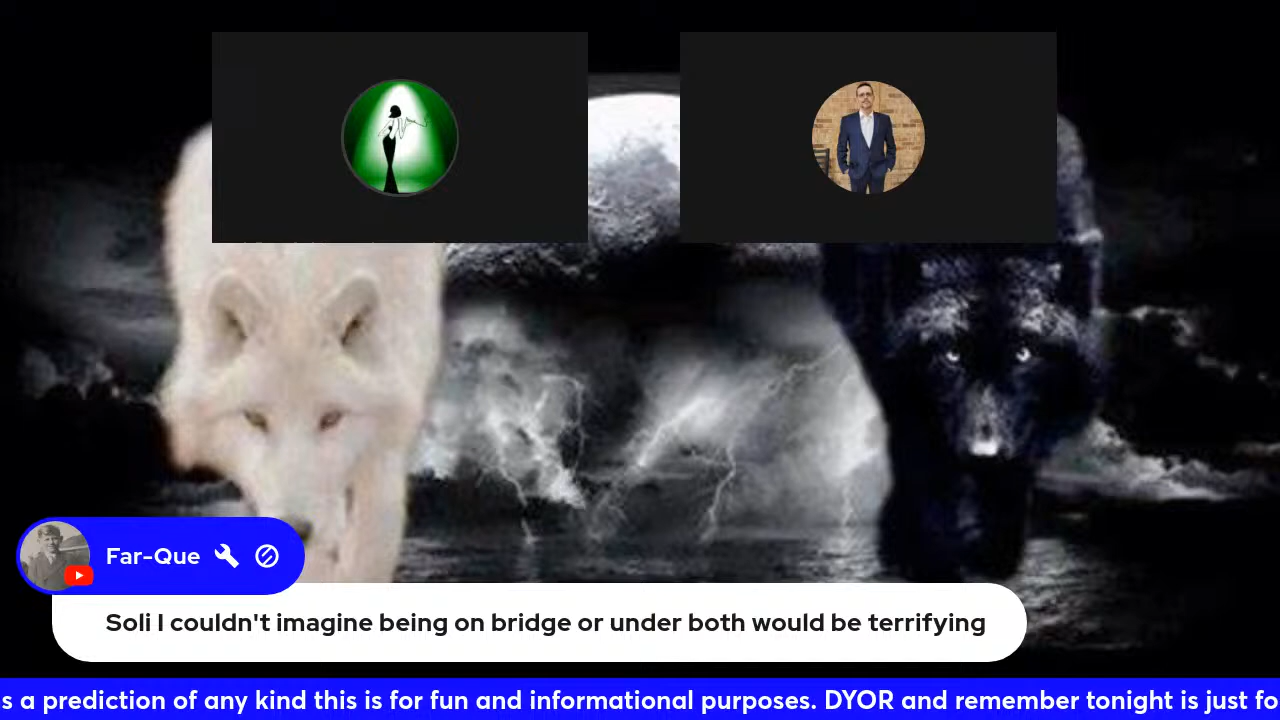 Far-Que
Soli I couldn't imagine being on bridge or under both would be terrifying
s a prediction of any kind this is for fun and informational purposes. DYOR and remember tonight is just fo